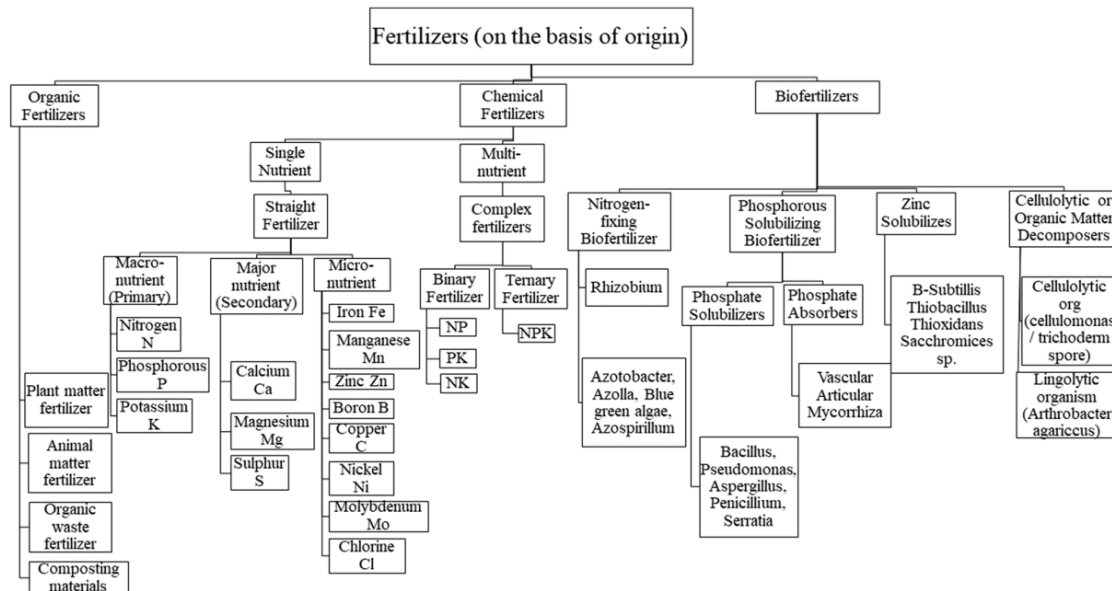 Fertilizers (on the basis of origin)
Organic
Fertilizers
Chemical
Fertilizers
Biofertilizers
Single
Nutrient
Multi-
nutrient
Straight
Fertilizer
Complex
fertilizers
Nitrogen-
fixing
Biofertilizer
Phosphorous
Solubilizing
Biofertilizer
Zinc
Solubilizes
Cellulolytic or
Organic Matter
Decomposers
Macro-
nutrient
(Primary)
Major
nutrient
(Secondary)
Micro-
nutrient
Binary
Fertilizer
Ternary
Fertilizer
Nitrogen
N
Phosphorous
P
Potassium
K
Calcium
Ca
Magnesium
Mg
Sulphur
S
Iron Fe
Manganese
Mn
Zinc Zn
Boron B
Copper
C
Nickel
Ni
Molybdenum
Mo
Chlorine
Cl
NP
PK
NK
NPK
Rhizobium
Azotobacter,
Azolla, Blue
green algae,
Azospirillum
Phosphate
Solubilizers
Phosphate
Absorbers
Bacillus,
Pseudomonas,
Aspergillus,
Penicillium,
Serratia
Vascular
Articular
Mycorrhiza
B-Subtillis
Thiobacillus
Thioxidans
Sacchromices
sp.
Cellulolytic
org
(cellulomonas
/ trichoderm
spore)
Lingolytic
organism
(Arthrobacter
agariccus)
Plant matter
fertilizer
Animal
matter
fertilizer
Organic
waste
fertilizer
Composting
materials